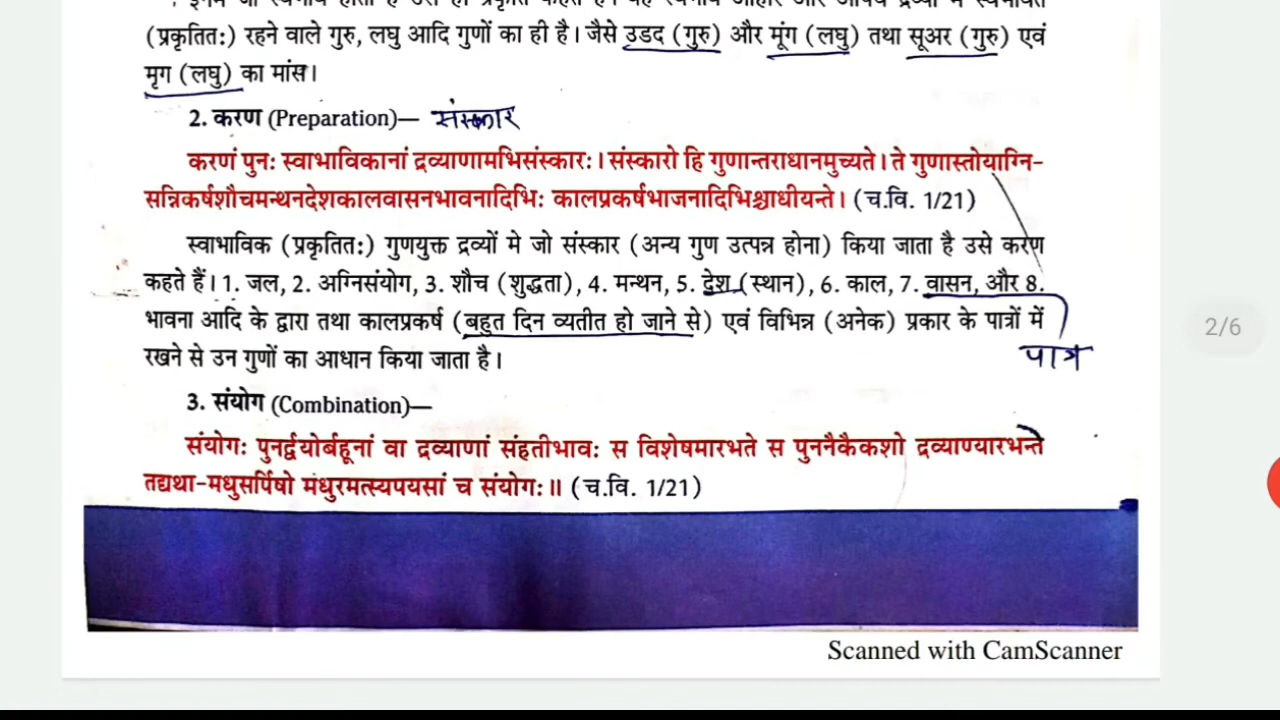 (प्रकृतितः) रहने वाले गुरु, लघु आदि गुणों का ही है। जैसे उडद (गुरु) और मूंग (लघु) तथा सूअर (गुरु) एवं
मृग (लघु) का मांस।
2. करण (Preparation)— संस्कार
करणं पुनः स्वाभाविकानां द्रव्याणामभिसंस्कारः। संस्कारो हि गुणान्तराधानमुच्यते। ते गुणास्तोयाग्नि-
सन्निकर्षशौचमन्थनदेशकालवासनभावनादिभिः कालप्रकर्षभाजनादिभिश्चाधीयन्ते। (च.वि. 1/21)
स्वाभाविक (प्रकृतितः) गुणयुक्त द्रव्यों मे जो संस्कार (अन्य गुण उत्पन्न होना) किया जाता है उसे करण
कहते हैं। 1. जल, 2. अग्निसंयोग, 3. शौच (शुद्धता), 4. मन्थन, 5. देश (स्थान), 6. काल, 7. वासन, और 8.
भावना आदि के द्वारा तथा कालप्रकर्ष (बहुत दिन व्यतीत हो जाने से) एवं विभिन्न (अनेक) प्रकार के पात्रों में
रखने से उन गुणों का आधान किया जाता है।
पात्र
3. संयोग (Combination)—
संयोगः पुनर्द्वयोर्बहूनां वा द्रव्याणां संहतीभावः स विशेषमारभते स पुनर्नैकैकशो द्रव्याण्यारभन्ते
तद्यथा-मधुसर्पिषो मधुरमत्स्यपयसां च संयोगः॥ (च.वि. 1/21)
2/6
Scanned with CamScanner